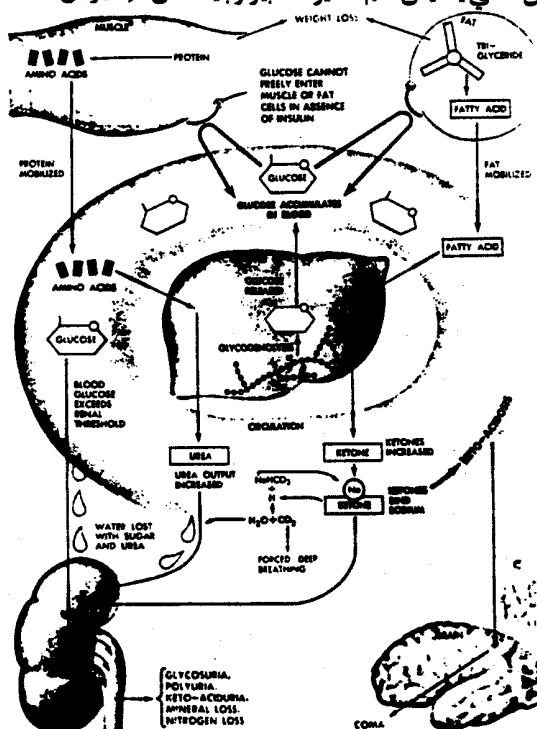 MUSCLE
WEIGHT LOSS
FAT
PROTEIN
AMINO ACIDS
TRI-
GLYCERIDE
GLUCOSE CANNOT
FREELY ENTER
MUSCLE OR FAT
CELLS IN ABSENCE
OF INSULIN
FATTY ACID
PROTEIN
MOBILIZED
FAT
MOBILIZED
GLUCOSE
GLUCOSE ACCUMULATES
IN BLOOD
FATTY ACID
AMINO ACIDS
GLUCOSE
RELEASED
GLYCOGENOLYSIS
GLUCOSE
BLOOD
GLUCOSE
EXCEEDS
RENAL
THRESHOLD
CIRCULATION
UREA
UREA OUTPUT
INCREASED
KETONE
KETONES
INCREASED
KETO-ACIDOSIS
NaHCO3
+
H
H2O+CO2
Na
KETONE
KETONES
BIND
SODIUM
WATER LOST
WITH SUGAR
AND UREA
FORCED DEEP
BREATHING
GLYCOSURIA,
POLYURIA,
KETO-ACIDURIA,
MINERAL LOSS,
NITROGEN LOSS
BRAIN
COMA